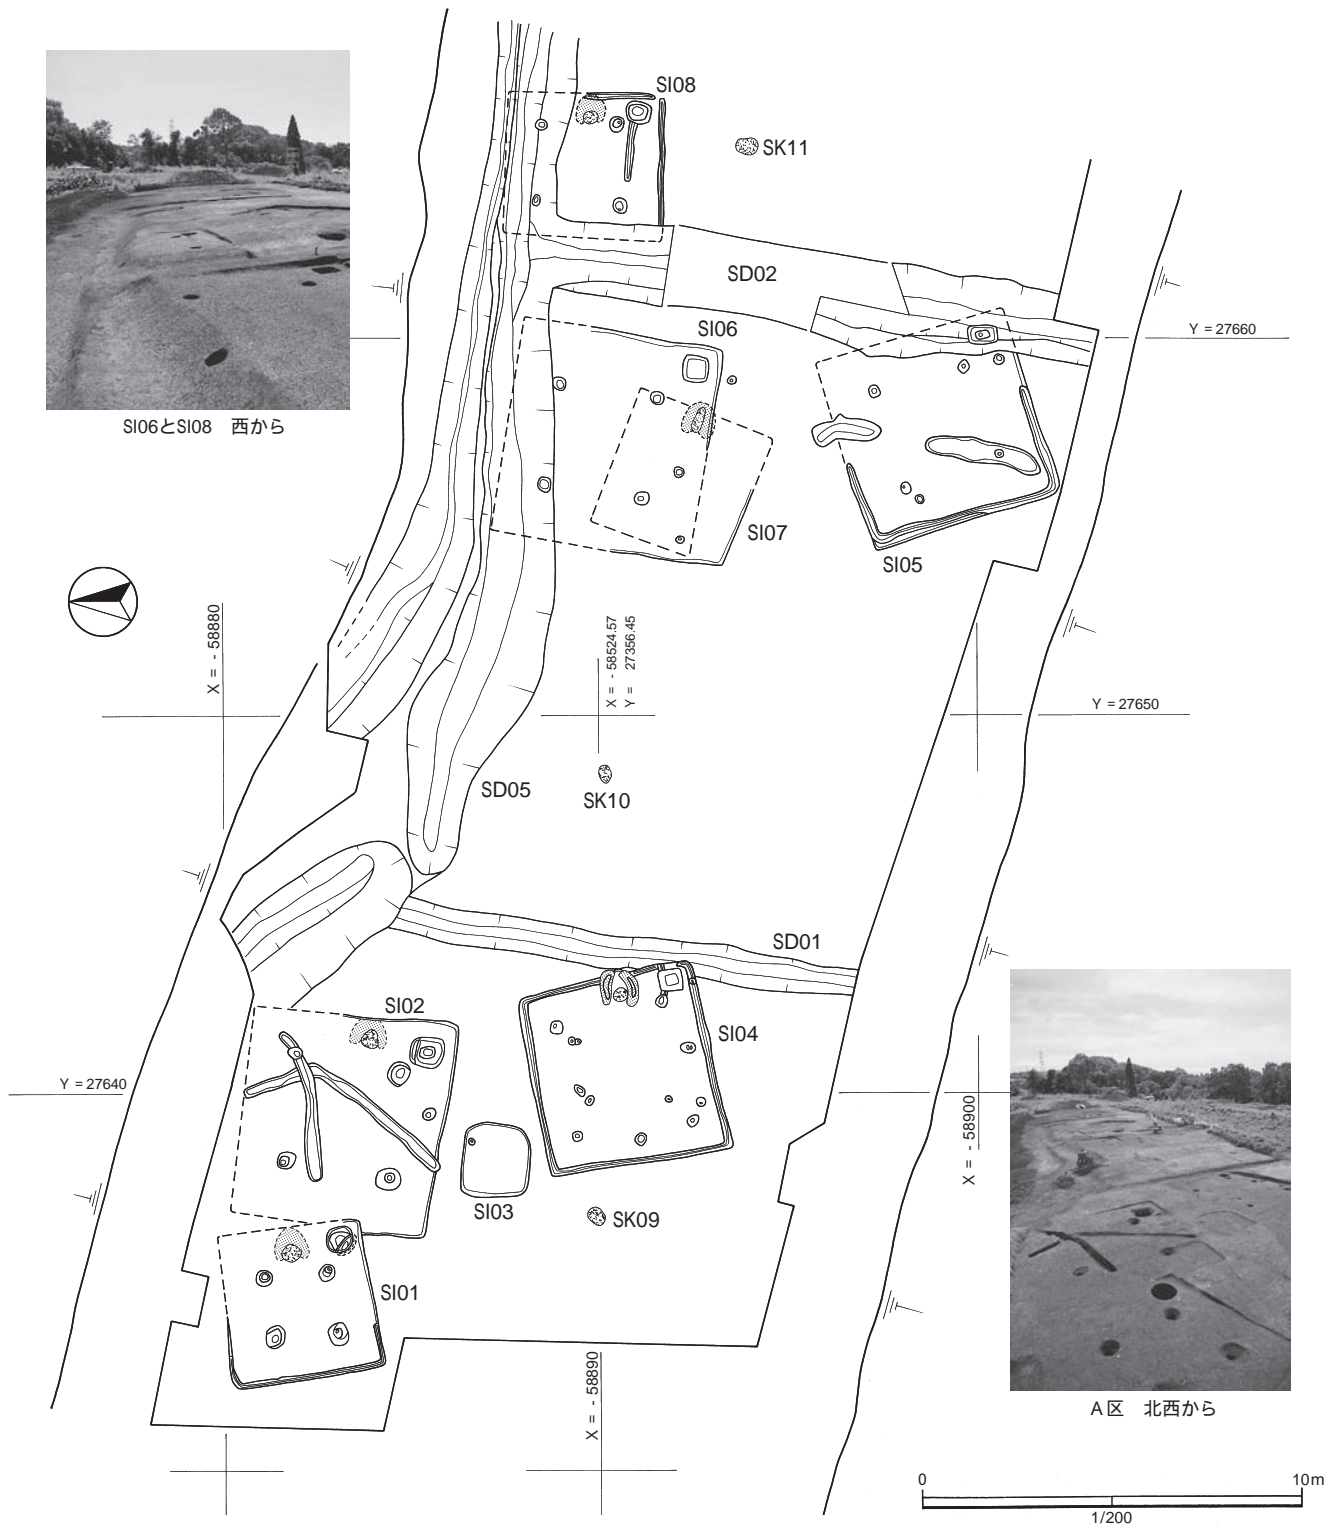 SI08
SK11
SD02
SI06
Y = 27660
SI06とSI08　西から
SI07
SI05
X = - 58880
X = - 58524.57
Y = 27356.45
Y = 27650
SD05
SK10
SD01
SI02
SI04
Y = 27640
X = - 58900
SI03
SK09
SI01
X = - 58890
A区　北西から
0
10m
1/200